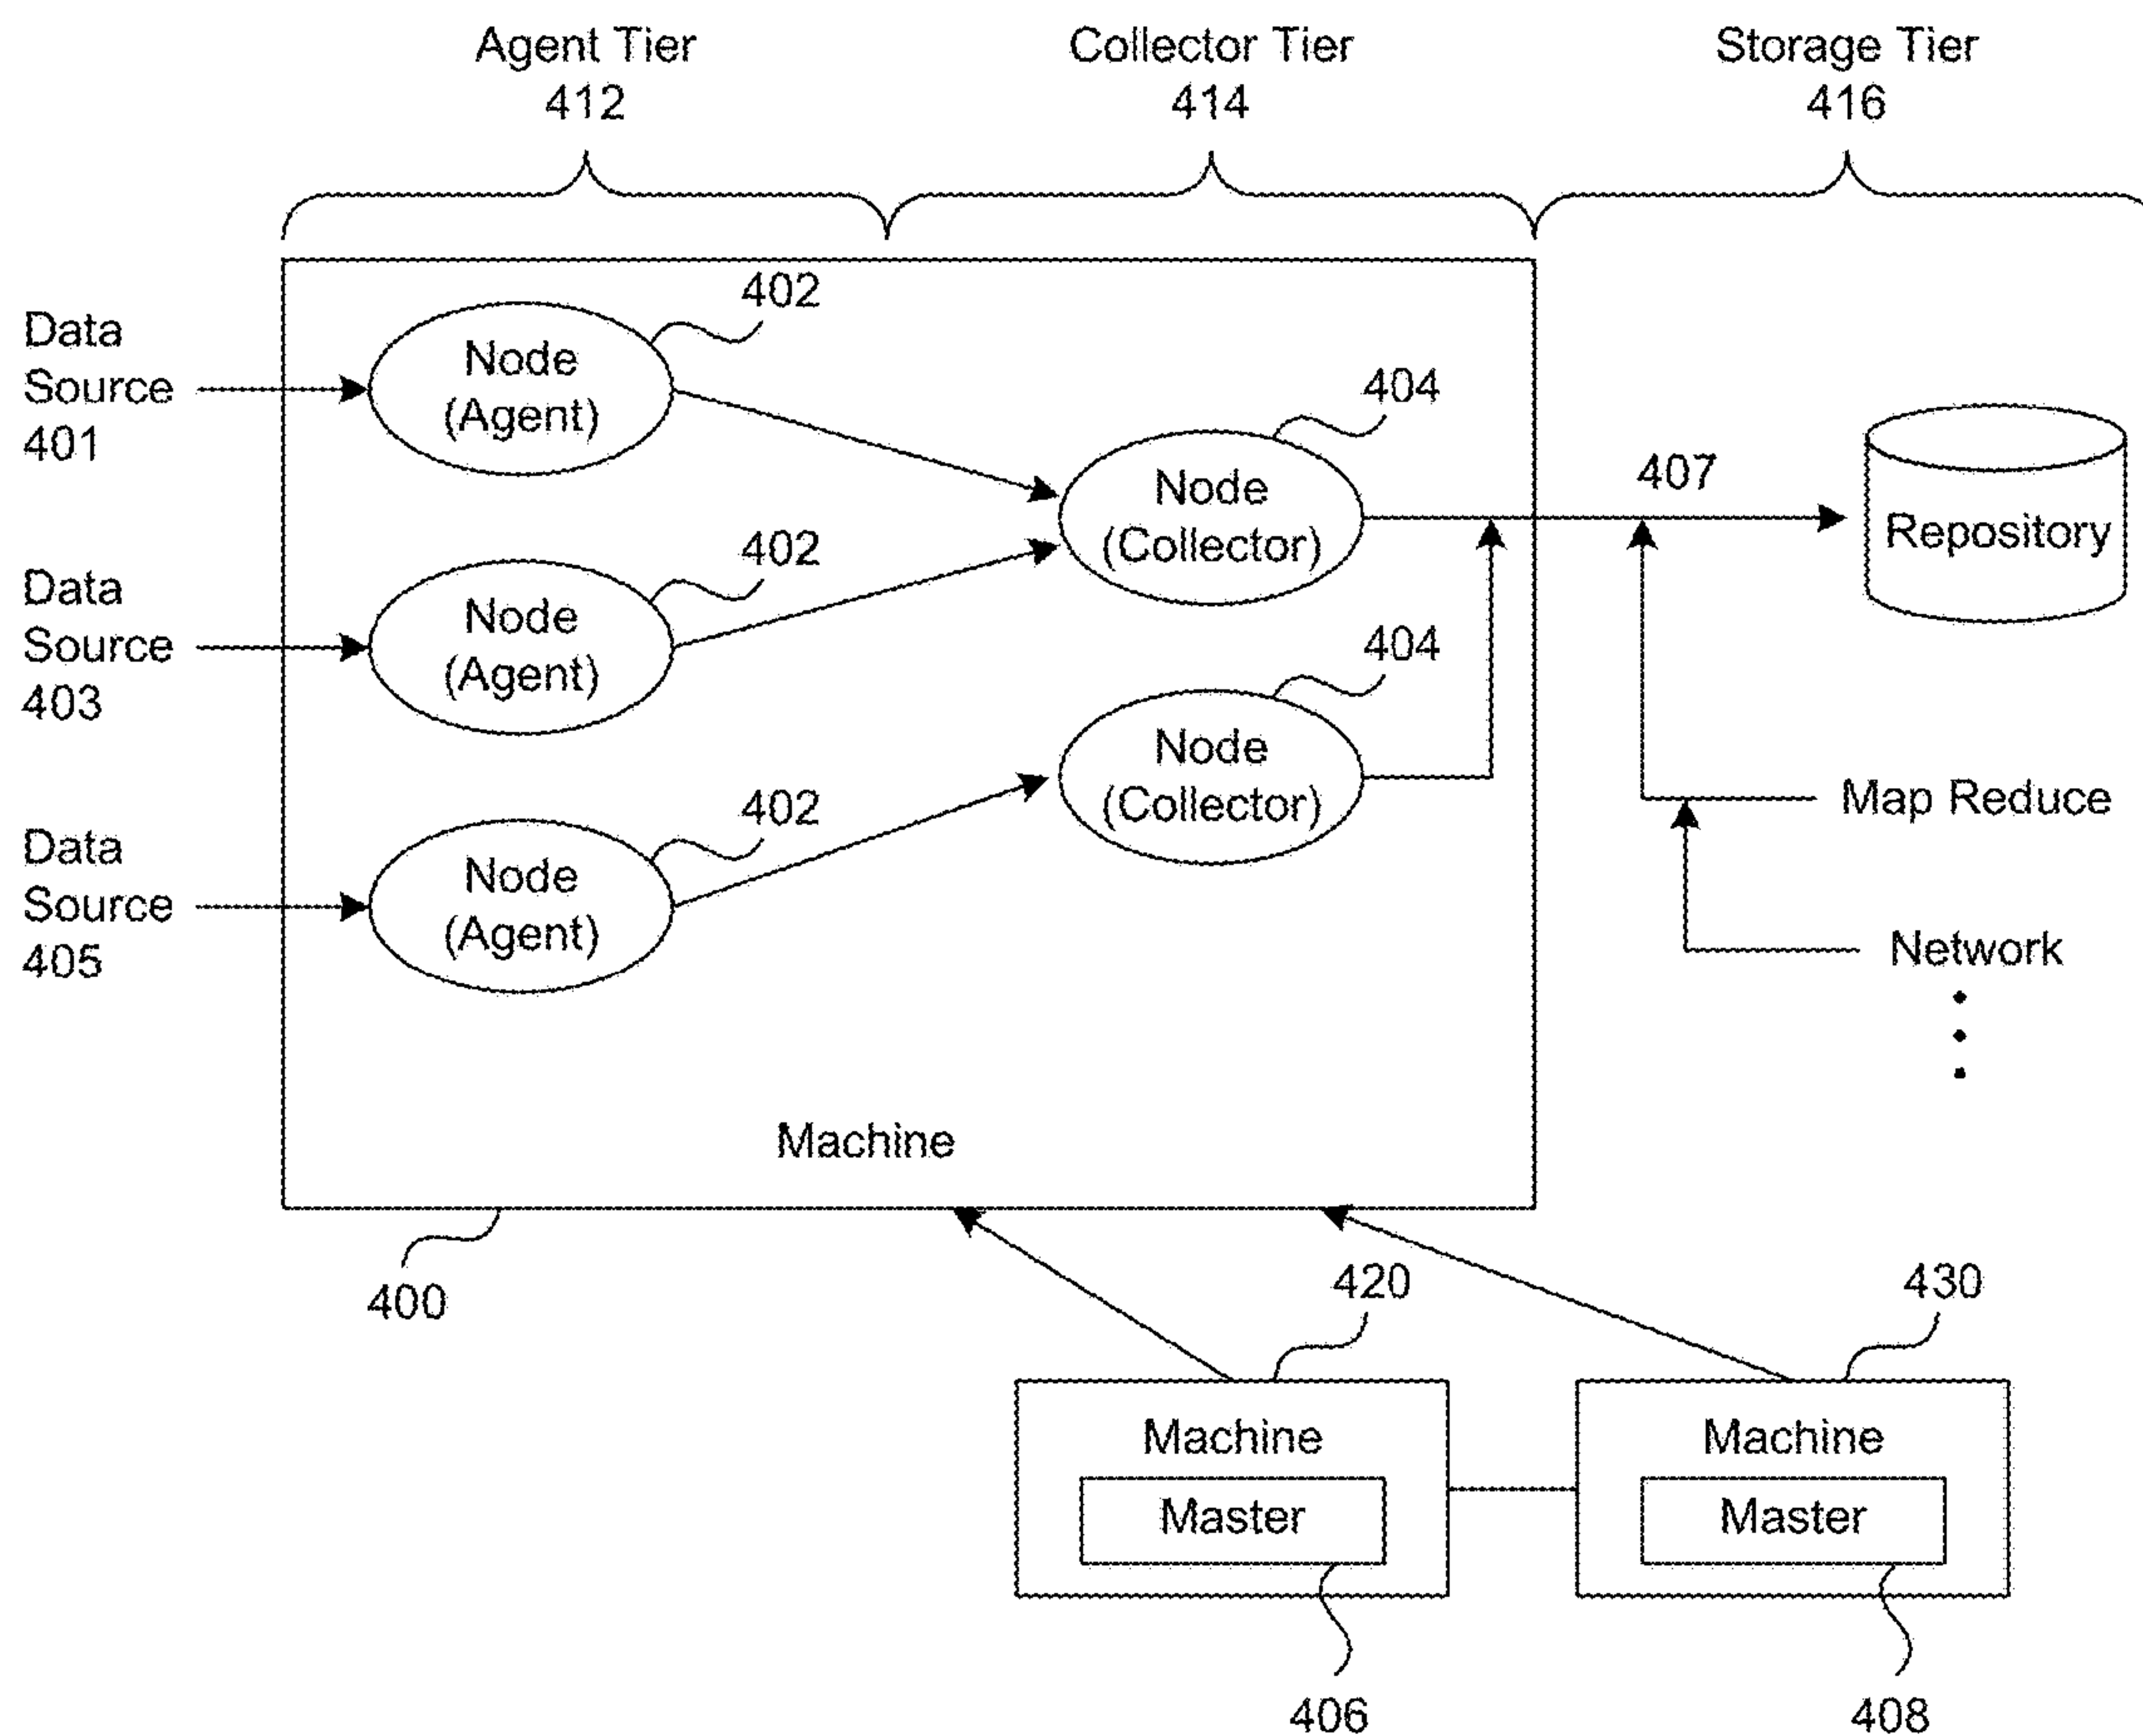 Agent Tier
412
Collector Tier
414
Storage Tier
416
Data
Source
401
402
Node
(Agent)
404
Node
(Collector)
407
Repository
Data
Source
403
402
Node
(Agent)
404
Node
(Collector)
Map Reduce
Data
Source
405
402
Node
(Agent)
Network
Machine
400
420
430
Machine
Master
Machine
Master
406
408